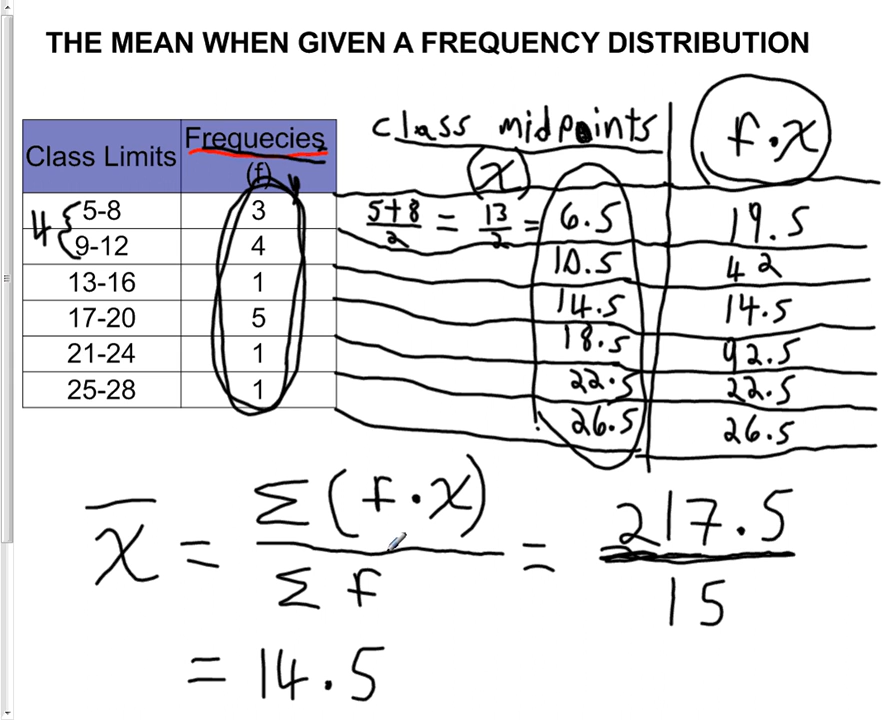 THE MEAN WHEN GIVEN A FREQUENCY DISTRIBUTION
Class Limits Frequecies (f) class midpoints x f·x
4 { 5-8 3 5+8/2 = 13/2 = 6.5 19.5
9-12 4 10.5 42
13-16 1 14.5 14.5
17-20 5 18.5 92.5
21-24 1 22.5 22.5
25-28 1 26.5 26.5
x̄ = Σ(f·x) / Σf = 217.5 / 15
= 14.5